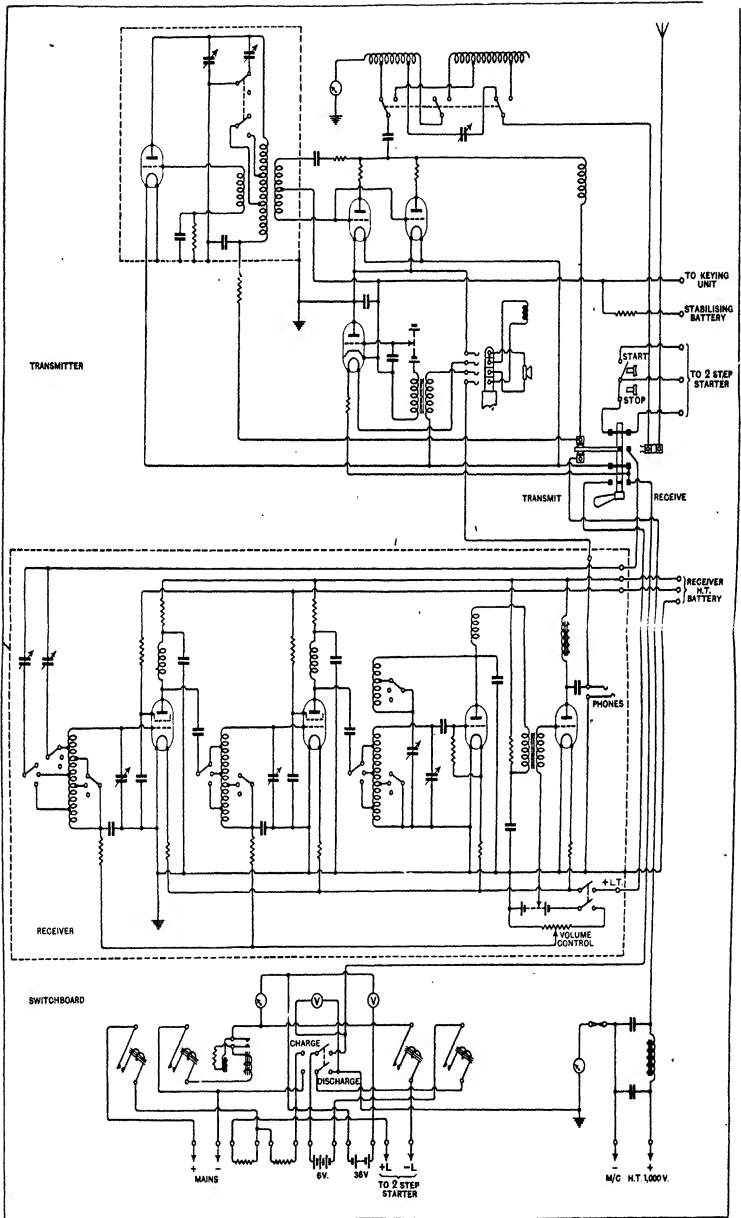 TO KEYING
UNIT
STABILISING
BATTERY
START
TO 2 STEP
STARTER
STOP
TRANSMITTER
TRANSMIT
RECEIVE
RECEIVER
H.T.
BATTERY
PHONES
+L.T.
VOLUME
CONTROL
RECEIVER
SWITCHBOARD
V
V
CHARGE
DISCHARGE
+ -
MAINS
6V.
36V
+L -L
TO 2 STEP
STARTER
- +
M/C H.T. 1,000 V.